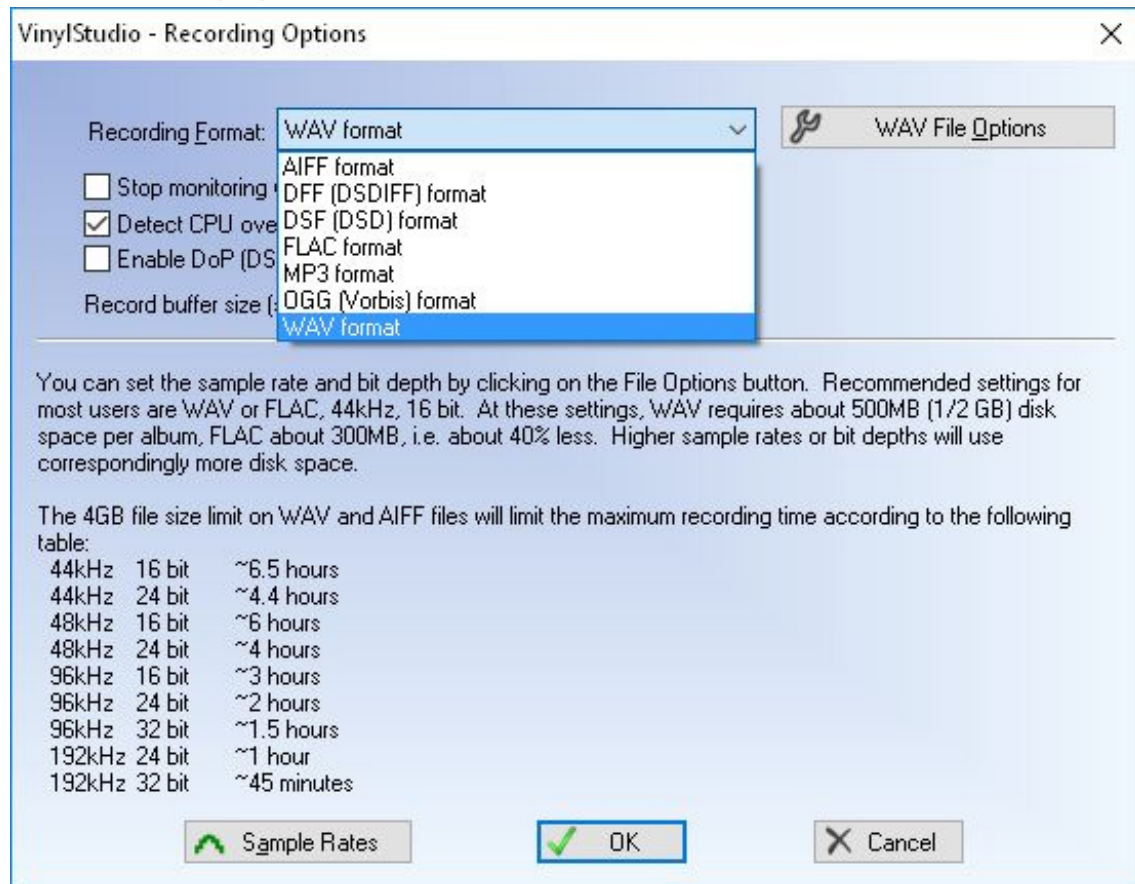 VinylStudio - Recording Options
Recording Format: WAV format
WAV File Options
AIFF format
DFF (DSDIFF) format
DSF (DSD) format
FLAC format
MP3 format
OGG (Vorbis) format
WAV format
Stop monitoring
Detect CPU
Enable DoP
Record buffer size
You can set the sample rate and bit depth by clicking on the File Options button. Recommended settings for
most users are WAV or FLAC, 44kHz, 16 bit. At these settings, WAV requires about 500MB (1/2 GB) disk
space per album, FLAC about 300MB, i.e. about 40% less. Higher sample rates or bit depths will use
correspondingly more disk space.
The 4GB file size limit on WAV and AIFF files will limit the maximum recording time according to the following
table:
44kHz 16 bit ~6.5 hours
44kHz 24 bit ~4.4 hours
48kHz 16 bit ~6 hours
48kHz 24 bit ~4 hours
96kHz 16 bit ~3 hours
96kHz 24 bit ~2 hours
96kHz 32 bit ~1.5 hours
192kHz 24 bit ~1 hour
192kHz 32 bit ~45 minutes
Sample Rates
OK
Cancel